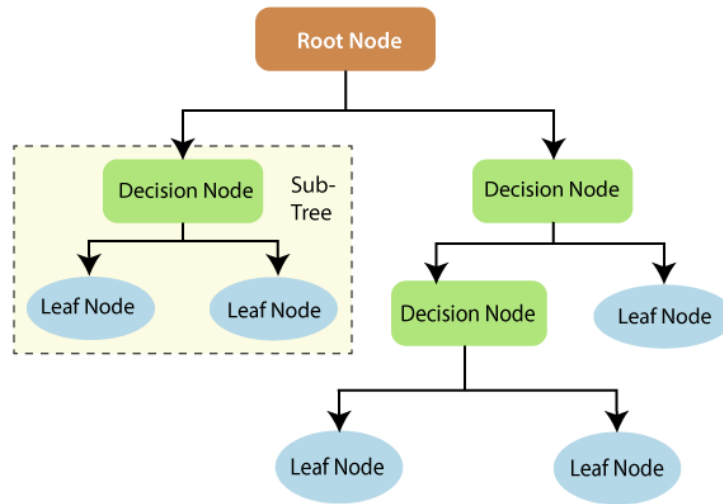 Root Node
Decision Node
Sub-
Tree
Decision Node
Leaf Node
Leaf Node
Decision Node
Leaf Node
Leaf Node
Leaf Node